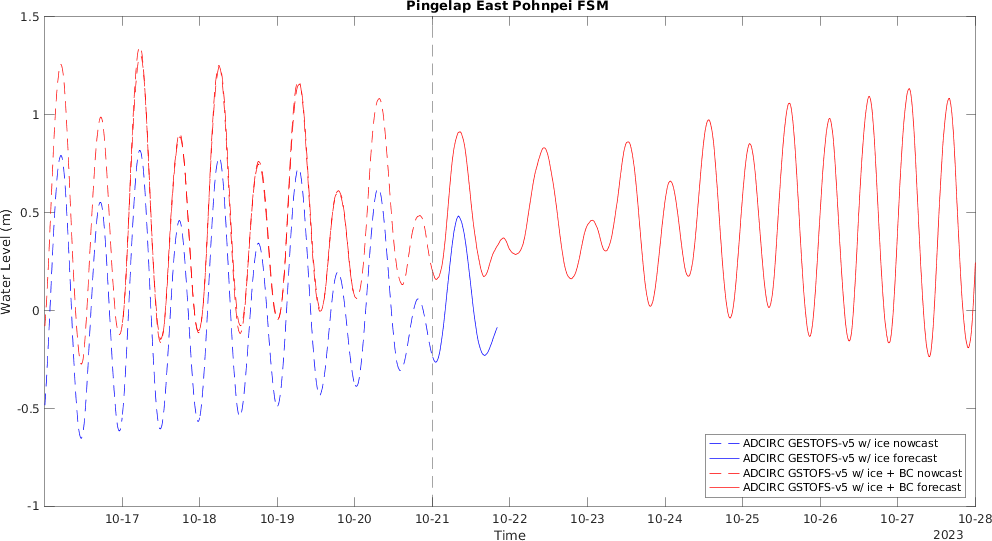 Pingelap East Pohnpei FSM
1.5
1
0.5
0
-0.5
-1
Water Level (m)
ADCIRC GESTOFS-v5 w/ ice nowcast
ADCIRC GESTOFS-v5 w/ ice forecast
ADCIRC GSTOFS-v5 w/ ice + BC nowcast
ADCIRC GSTOFS-v5 w/ ice + BC forecast
10-17 10-18 10-19 10-20 10-21 10-22 10-23 10-24 10-25 10-26 10-27 10-28
Time
2023